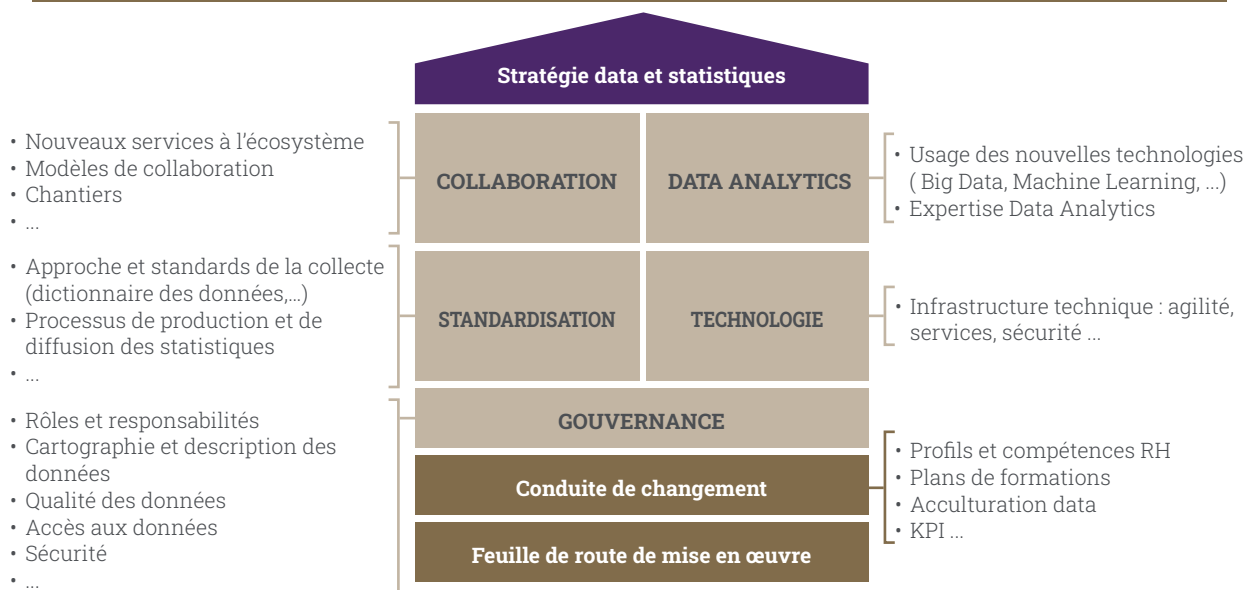 Stratégie data et statistiques
• Nouveaux services à l'écosystème
• Modèles de collaboration
• Chantiers
• ...
COLLABORATION
DATA ANALYTICS
• Usage des nouvelles technologies
( Big Data, Machine Learning, ...)
• Expertise Data Analytics
• Approche et standards de la collecte
(dictionnaire des données,...)
• Processus de production et de
diffusion des statistiques
• ...
STANDARDISATION
TECHNOLOGIE
• Infrastructure technique : agilité,
services, sécurité ...
• Rôles et responsabilités
• Cartographie et description des
données
• Qualité des données
• Accès aux données
• Sécurité
• ...
GOUVERNANCE
Conduite de changement
• Profils et compétences RH
• Plans de formations
• Acculturation data
• KPI ...
Feuille de route de mise en œuvre